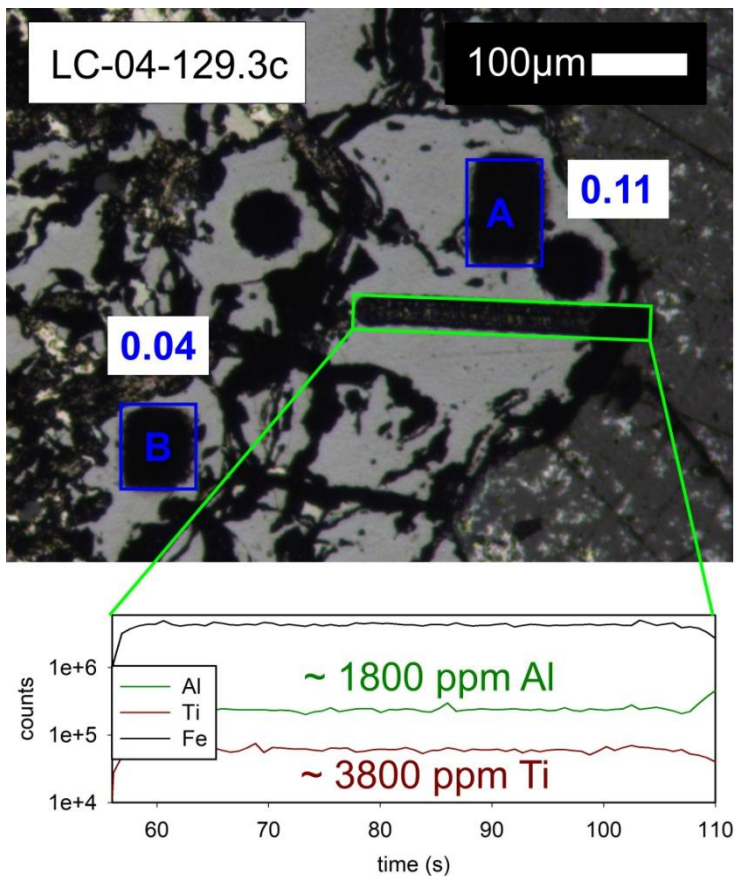 LC-04-129.3c
100µm
A
0.11
0.04
B
1e+6
1e+5
1e+4
counts
Al
Ti
Fe
~ 1800 ppm Al
~ 3800 ppm Ti
60 70 80 90 100 110
time (s)